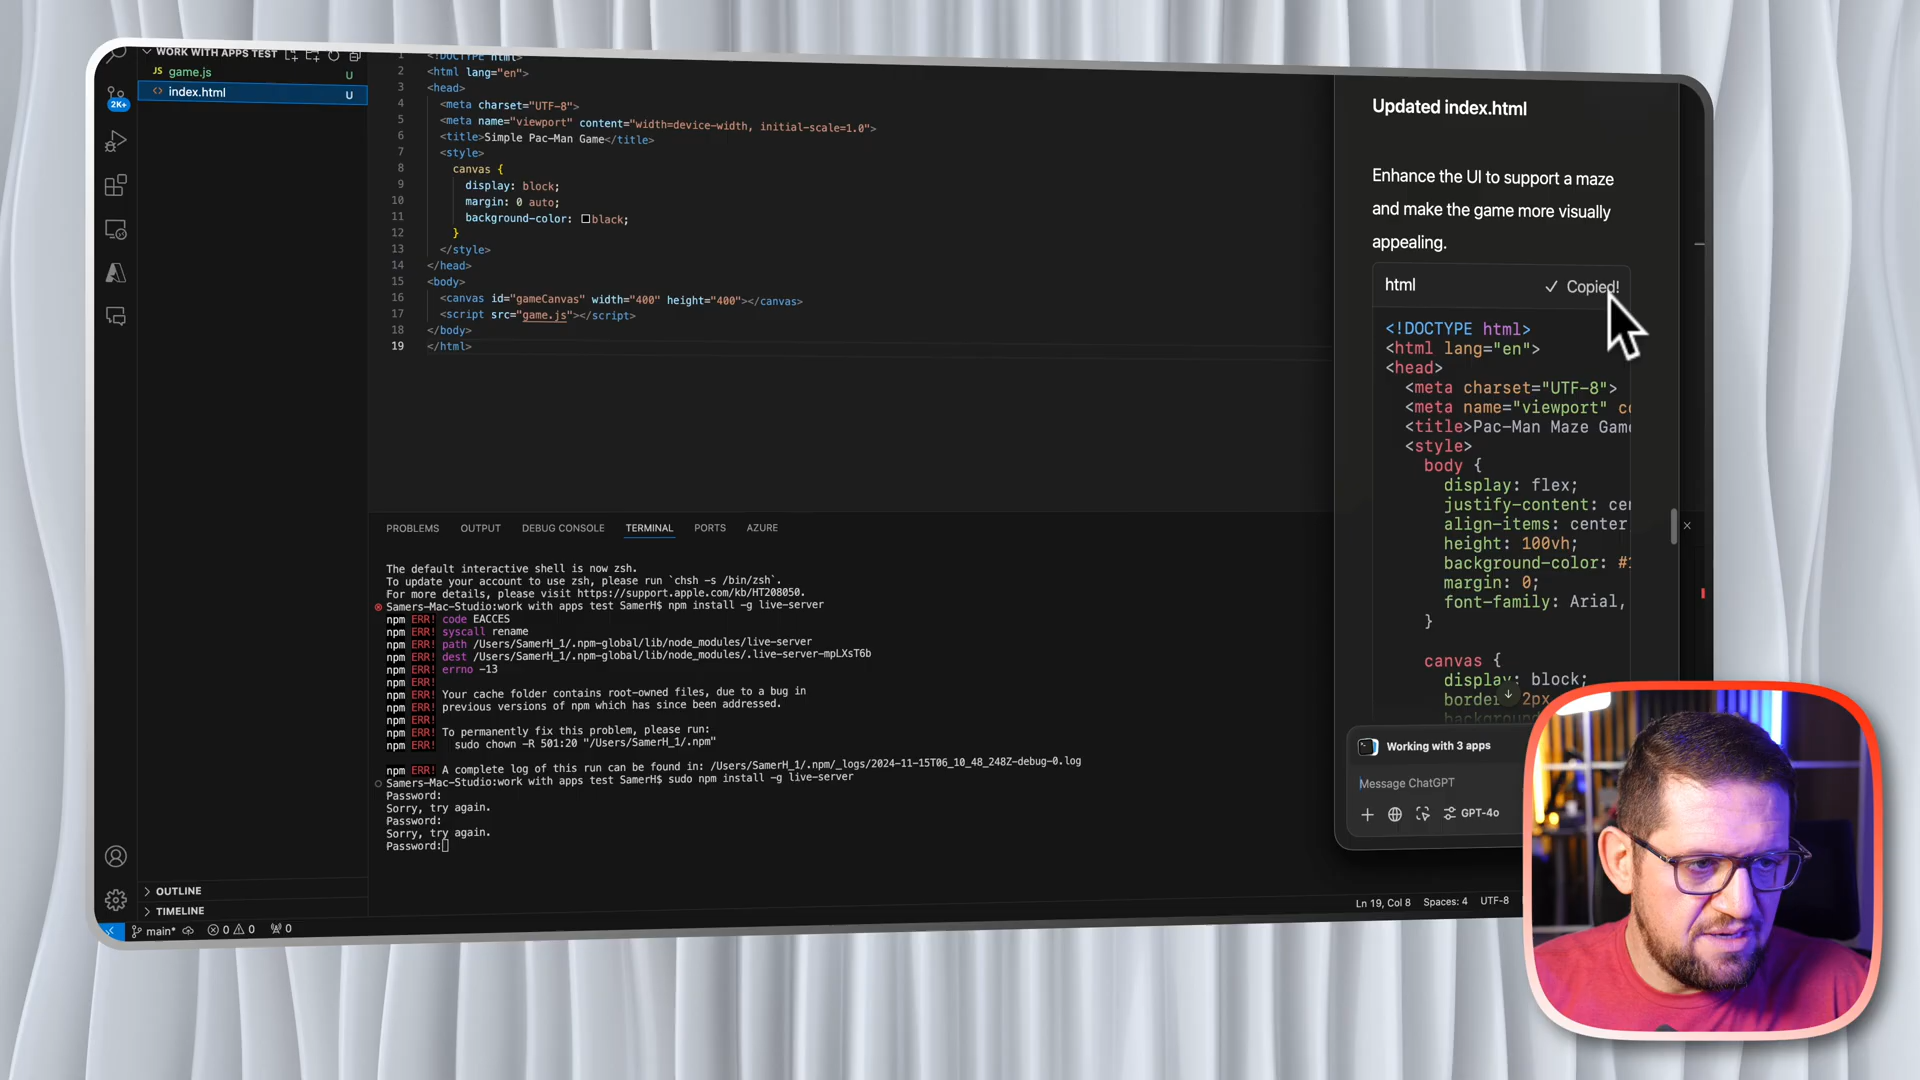 WORK WITH APPS TEST
JS game.js U
<> index.html U
2K+
OUTLINE
TIMELINE
main* 0 0 0
1 <!DOCTYPE html>
2 <html lang="en">
3 <head>
4 <meta charset="UTF-8">
5 <meta name="viewport" content="width=device-width, initial-scale=1.0">
6 <title>Simple Pac-Man Game</title>
7 <style>
8 canvas {
9 display: block;
10 margin: 0 auto;
11 background-color: black;
12 }
13 </style>
14 </head>
15 <body>
16 <canvas id="gameCanvas" width="400" height="400"></canvas>
17 <script src="game.js"></script>
18 </body>
19 </html>
PROBLEMS OUTPUT DEBUG CONSOLE TERMINAL PORTS AZURE
The default interactive shell is now zsh.
To update your account to use zsh, please run `chsh -s /bin/zsh`.
For more details, please visit https://support.apple.com/kb/HT208050.
Samers-Mac-Studio:work with apps test SamerH$ npm install -g live-server
npm ERR! code EACCES
npm ERR! syscall rename
npm ERR! path /Users/SamerH_1/.npm-global/lib/node_modules/live-server
npm ERR! dest /Users/SamerH_1/.npm-global/lib/node_modules/.live-server-mpLXsT6b
npm ERR! errno -13
npm ERR!
npm ERR! Your cache folder contains root-owned files, due to a bug in
npm ERR! previous versions of npm which has since been addressed.
npm ERR!
npm ERR! To permanently fix this problem, please run:
npm ERR! sudo chown -R 501:20 "/Users/SamerH_1/.npm"
npm ERR! A complete log of this run can be found in: /Users/SamerH_1/.npm/_logs/2024-11-15T06_10_48_248Z-debug-0.log
Samers-Mac-Studio:work with apps test SamerH$ sudo npm install -g live-server
Password:
Sorry, try again.
Password:
Sorry, try again.
Password:
Ln 19, Col 8 Spaces: 4 UTF-8
Updated index.html
Enhance the UI to support a maze
and make the game more visually
appealing.
html Copied!
<!DOCTYPE html>
<html lang="en">
<head>
<meta charset="UTF-8">
<meta name="viewport" co
<title>Pac-Man Maze Game
<style>
body {
display: flex;
justify-content: cen
align-items: center
height: 100vh;
background-color: #1
margin: 0;
font-family: Arial,
}
canvas {
display: block;
border: 2px
Working with 3 apps
Message ChatGPT
GPT-4o